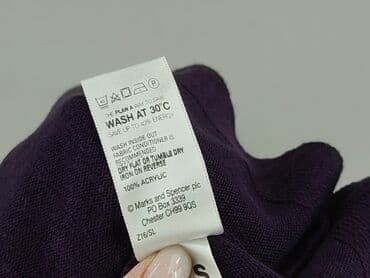 THE PLAN A WAY TO SAVE
WASH AT 30°C
SAVE UP TO 40% ENERGY
WASH INSIDE OUT
FABRIC CONDITIONER IS
RECOMMENDED
DRY FLAT OR TUMBLE DRY
IRON ON REVERSE
100% ACRYLIC
© Marks and Spencer plc
PO Box 3339
Chester CH99 9QS
Z16/SL
S